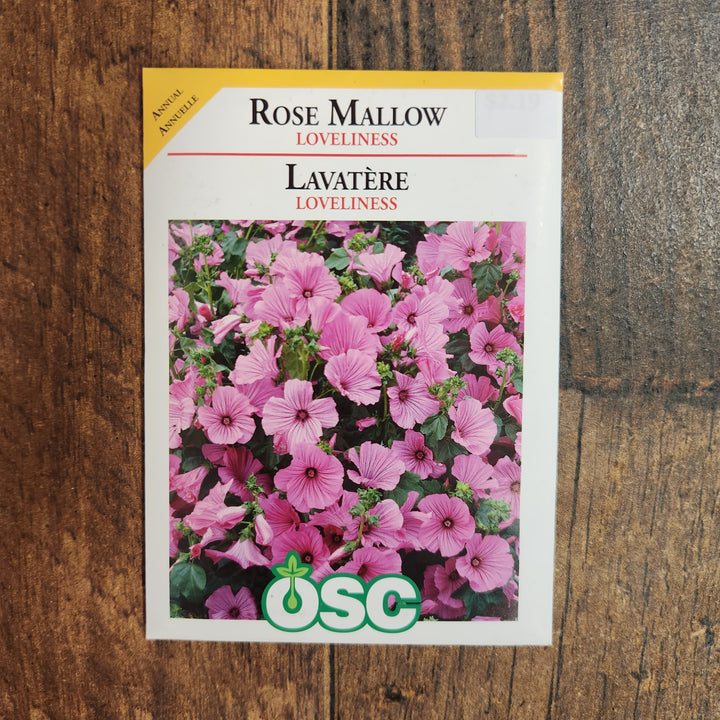 ANNUAL
ANNUELLE
ROSE MALLOW
LOVELINESS
LAVATÈRE
LOVELINESS
OSC